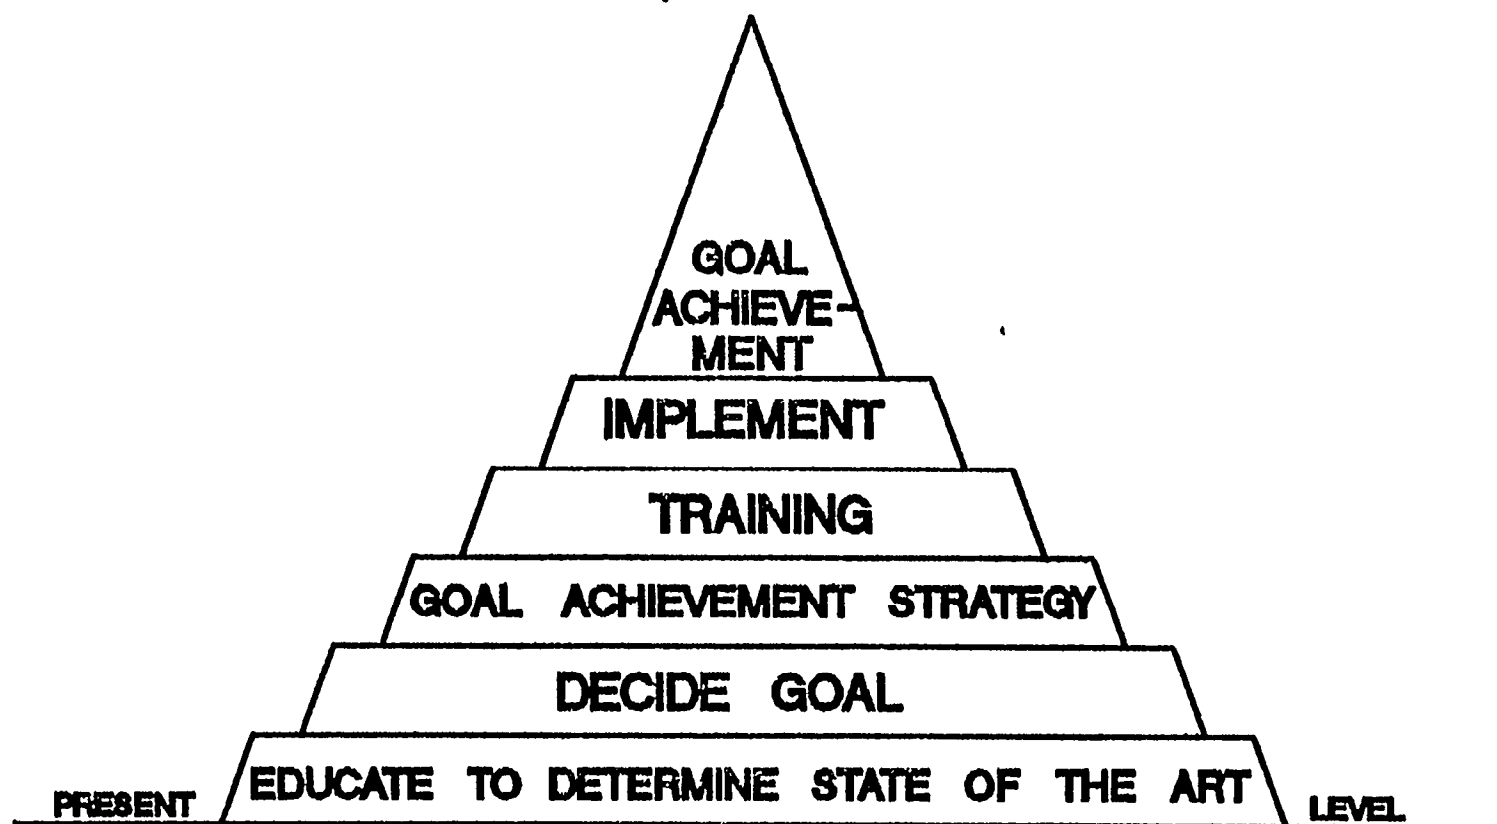 GOAL
ACHIEVE-
MENT
IMPLEMENT
TRAINING
GOAL ACHIEVEMENT STRATEGY
DECIDE GOAL
EDUCATE TO DETERMINE STATE OF THE ART
PRESENT LEVEL